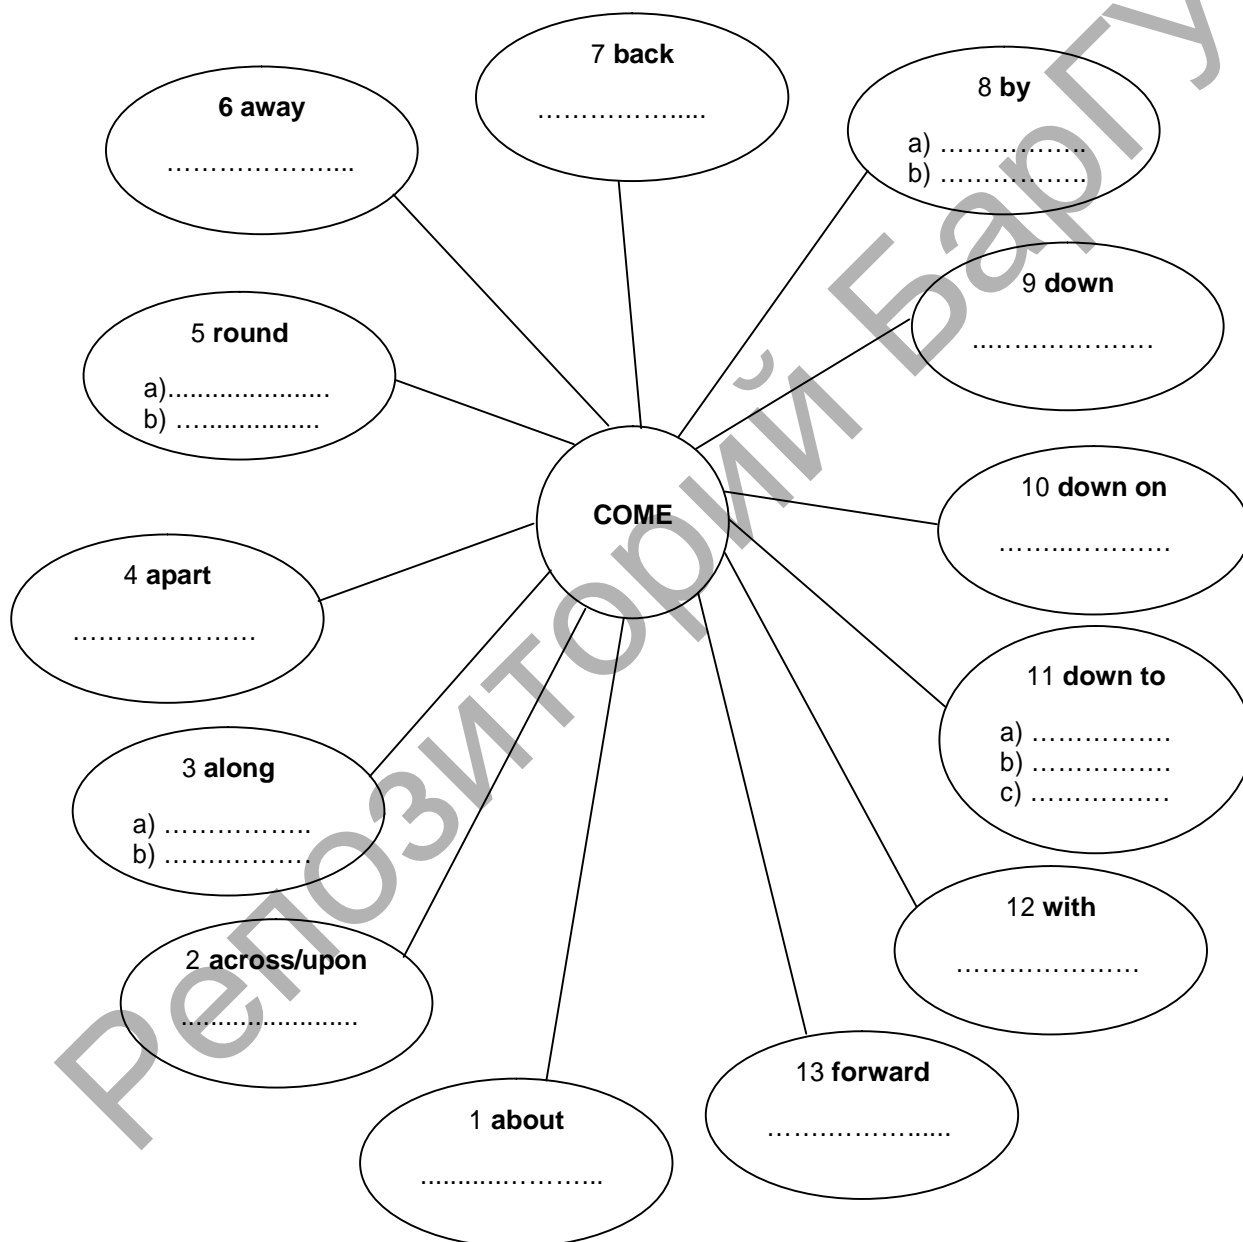 7 back
………………....
6 away
…………………....
8 by
a) ……………..
b) ……………..
9 down
..……………….
5 round
a)......................
b) ….…..….…..
COME
10 down on
……..…………
4 apart
…………………
11 down to
a) …………….
b) …………….
c) …………….
3 along
a) ……………..
b) …….……….
12 with
…………………
2 across/upon
........................
13 forward
…………………...
1 about
............………...
Репозиторий БарГУ